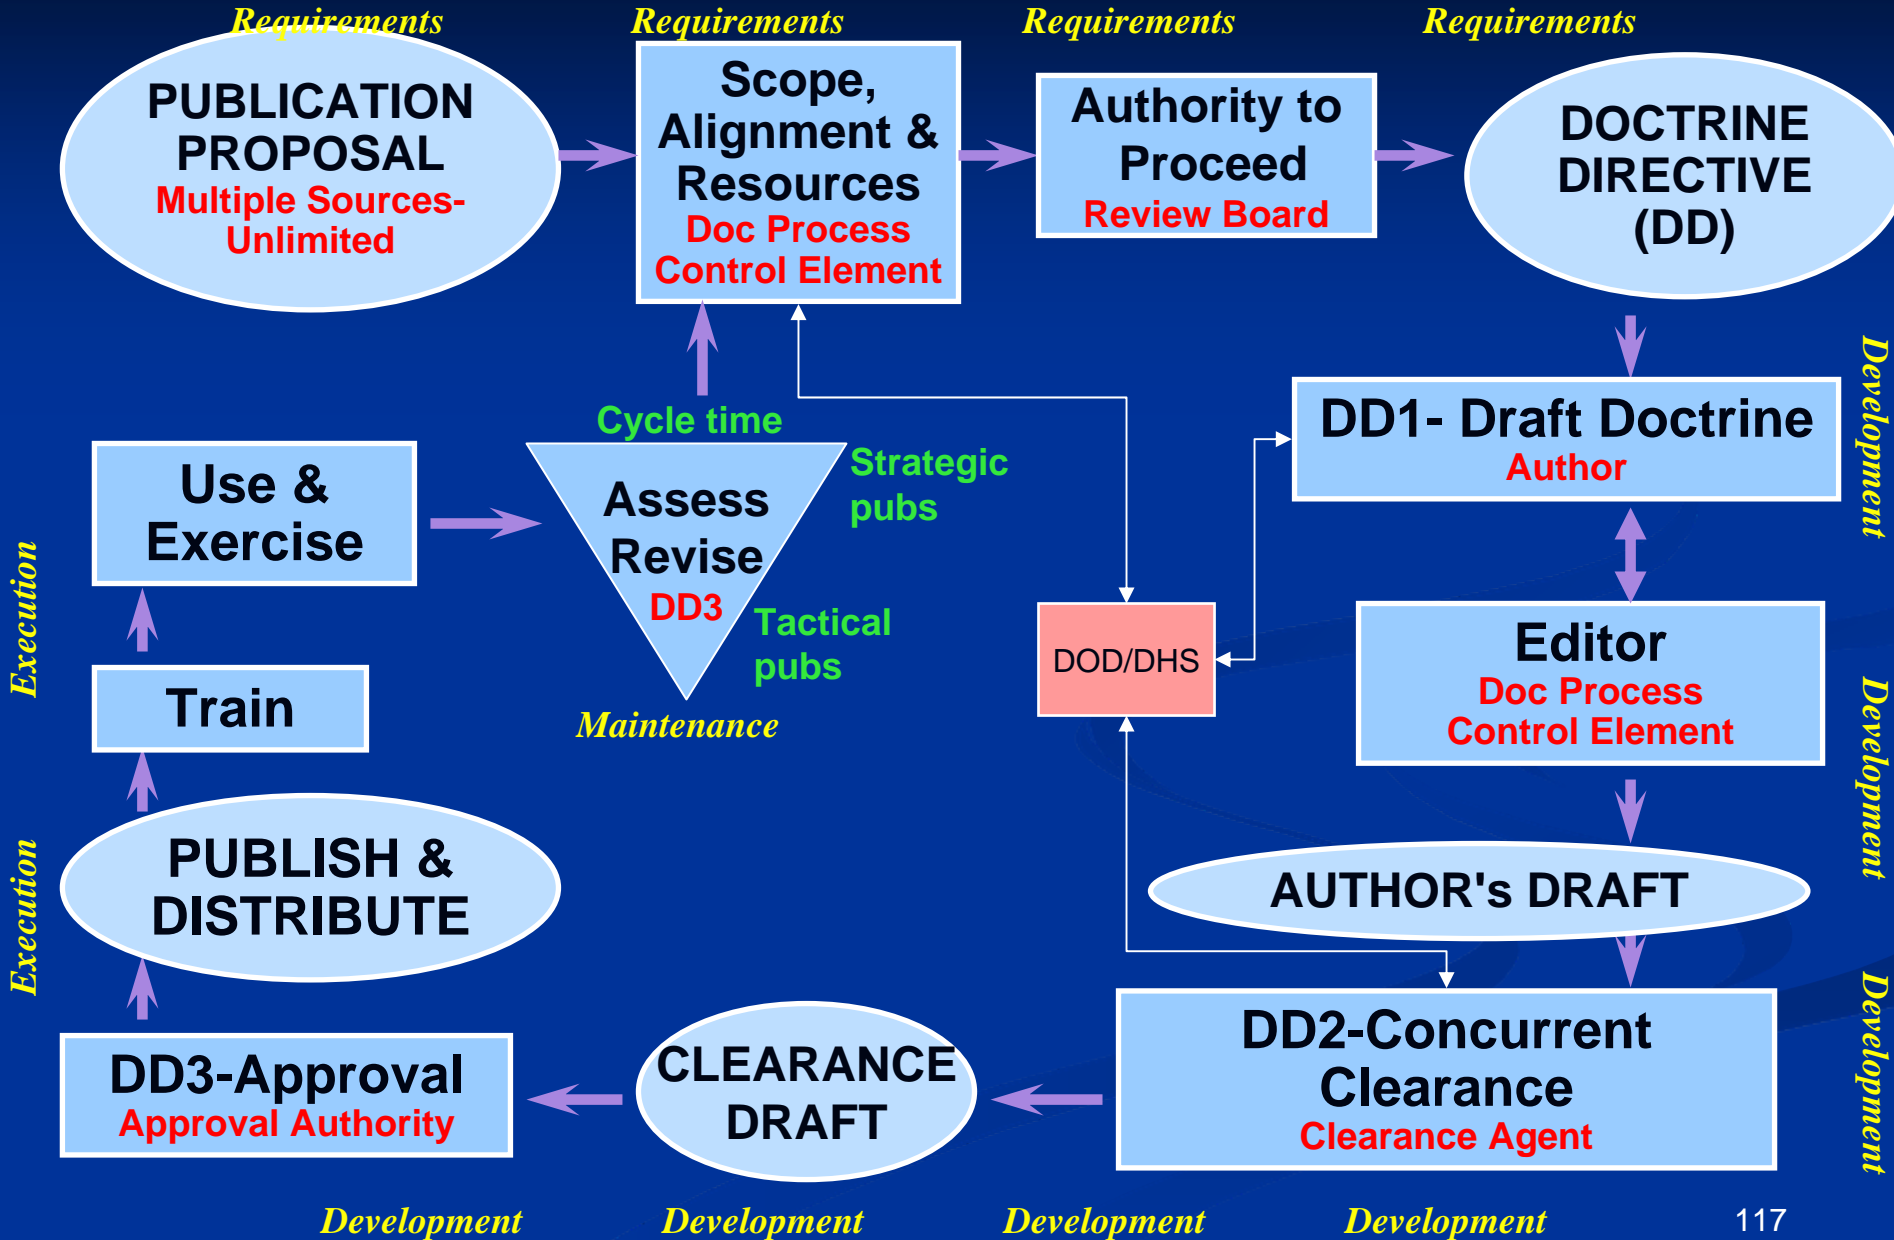 Requirements
Requirements
Requirements
Requirements
PUBLICATION
PROPOSAL
Multiple Sources-
Unlimited
Scope,
Alignment &
Resources
Doc Process
Control Element
Authority to
Proceed
Review Board
DOCTRINE
DIRECTIVE
(DD)
Development
DD1- Draft Doctrine
Author
Cycle time
Strategic
pubs
Assess
Revise
DD3
Tactical
pubs
Maintenance
Use &
Exercise
Execution
Train
DOD/DHS
Editor
Doc Process
Control Element
Development
AUTHOR's DRAFT
PUBLISH &
DISTRIBUTE
Execution
DD2-Concurrent
Clearance
Clearance Agent
Development
CLEARANCE
DRAFT
DD3-Approval
Approval Authority
Development
Development
Development
Development
117